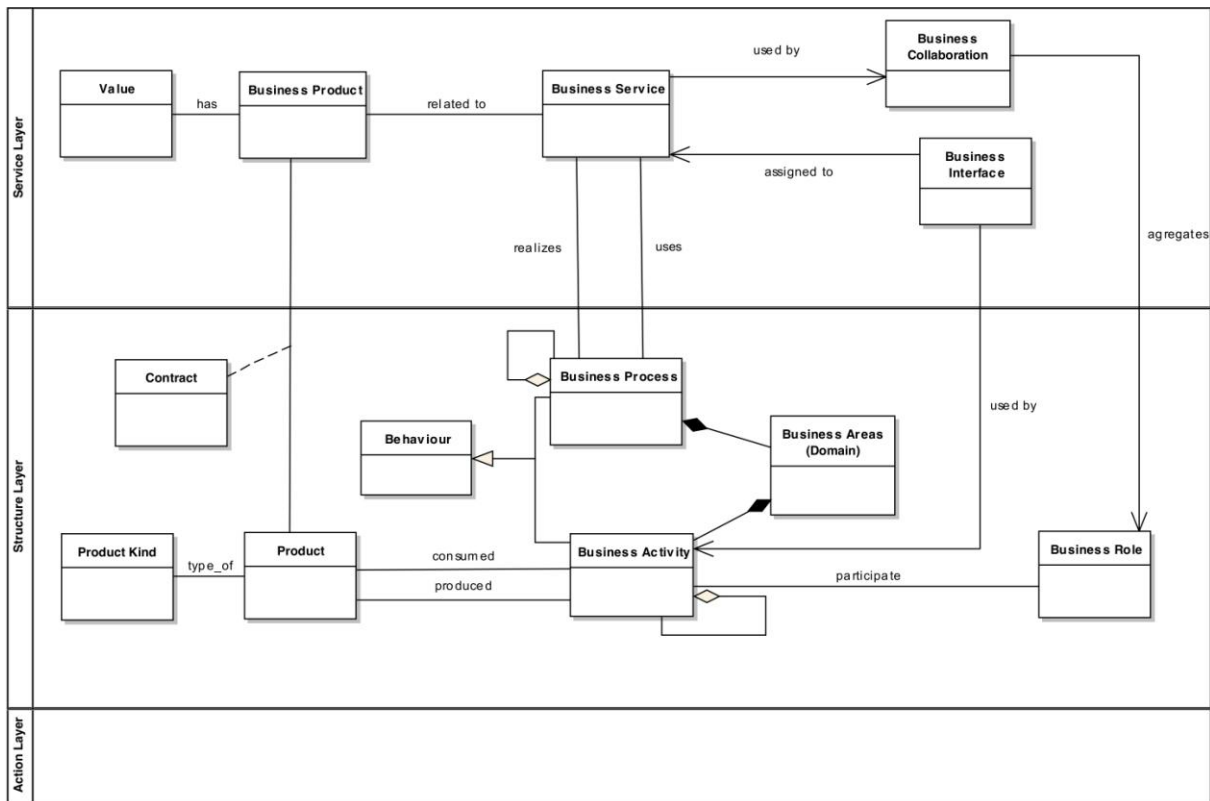 Service Layer
Value
has
Business Product
related to
Business Service
used by
Business
Collaboration
assigned to
Business
Interface
realizes
uses
agregates
Structure Layer
Contract
Business Process
Behaviour
Business Areas
(Domain)
used by
Product Kind
type_of
Product
consumed
produced
Business Activity
participate
Business Role
Action Layer